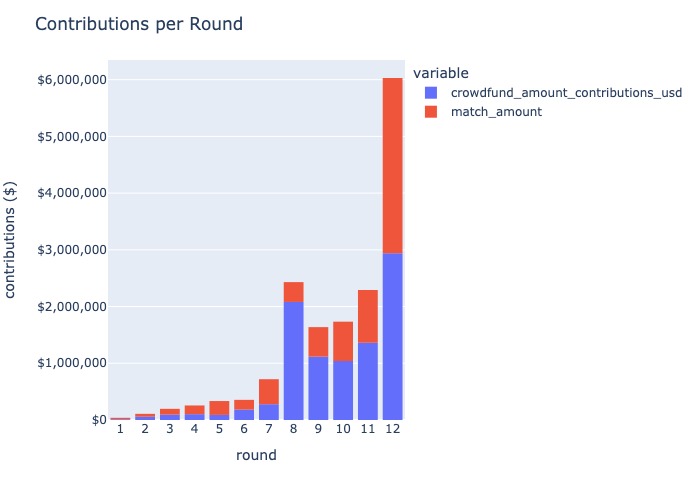 Contributions per Round
contributions ($)
$6,000,000
$5,000,000
$4,000,000
$3,000,000
$2,000,000
$1,000,000
$0
1 2 3 4 5 6 7 8 9 10 11 12
round
variable
crowdfund_amount_contributions_usd
match_amount